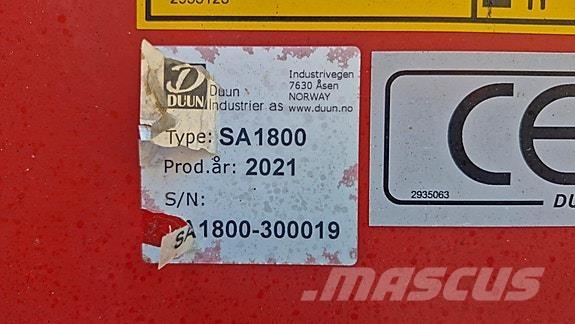 DUUN
Duun
Industrier as
Industrivegen
7630 Åsen
NORWAY
www.duun.no
Type: SA1800
Prod.år: 2021
S/N:
SA1800-300019
CE
2935063
MASCUS